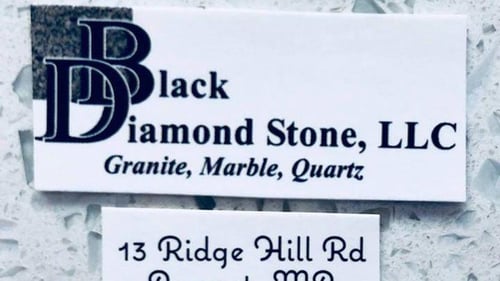 Black
Diamond Stone, LLC
Granite, Marble, Quartz
13 Ridge Hill Rd